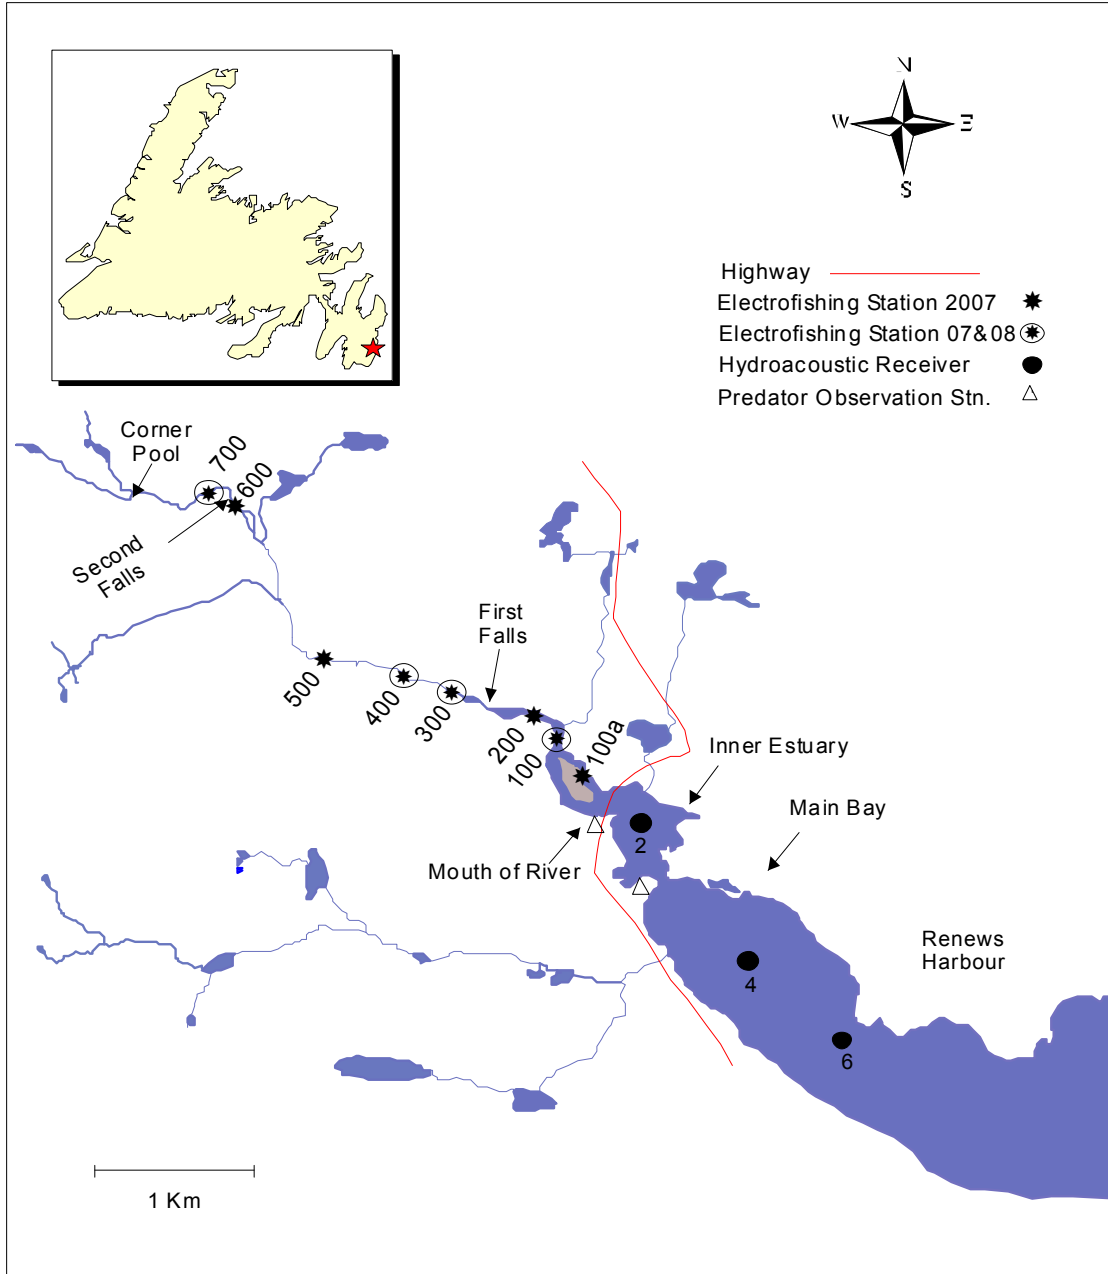 N
W
E
S
Highway
Electrofishing Station 2007
Electrofishing Station 07&08
Hydroacoustic Receiver
Predator Observation Stn.
Corner
Pool
700
600
Second
Falls
First
Falls
500
400
300
200
100
100a
Inner Estuary
Main Bay
2
Mouth of River
Renews
Harbour
4
6
1 Km